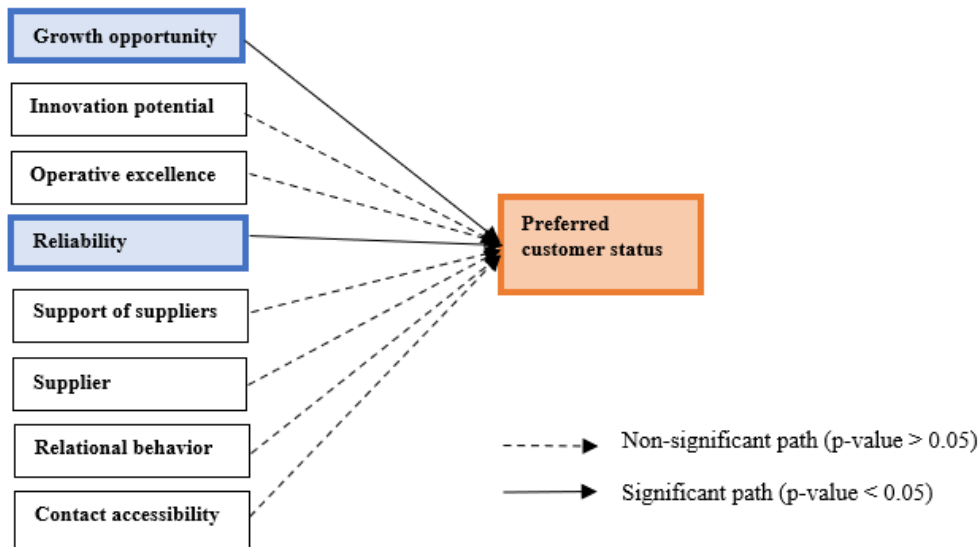 Growth opportunity
Innovation potential
Operative excellence
Reliability
Support of suppliers
Supplier
Relational behavior
Contact accessibility
Preferred
customer status
Non-significant path (p-value > 0.05)
Significant path (p-value < 0.05)